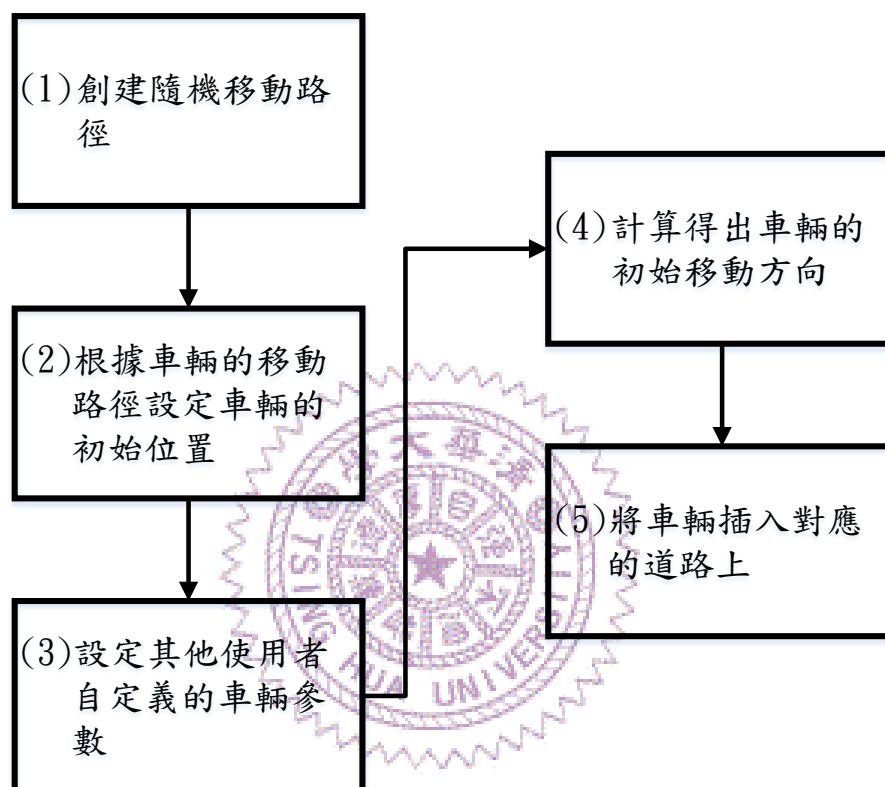 (1)創建隨機移動路
徑
(2)根據車輛的移動
路徑設定車輛的
初始位置
(3)設定其他使用者
自定義的車輛參
數
(4)計算得出車輛的
初始移動方向
(5)將車輛插入對應
的道路上